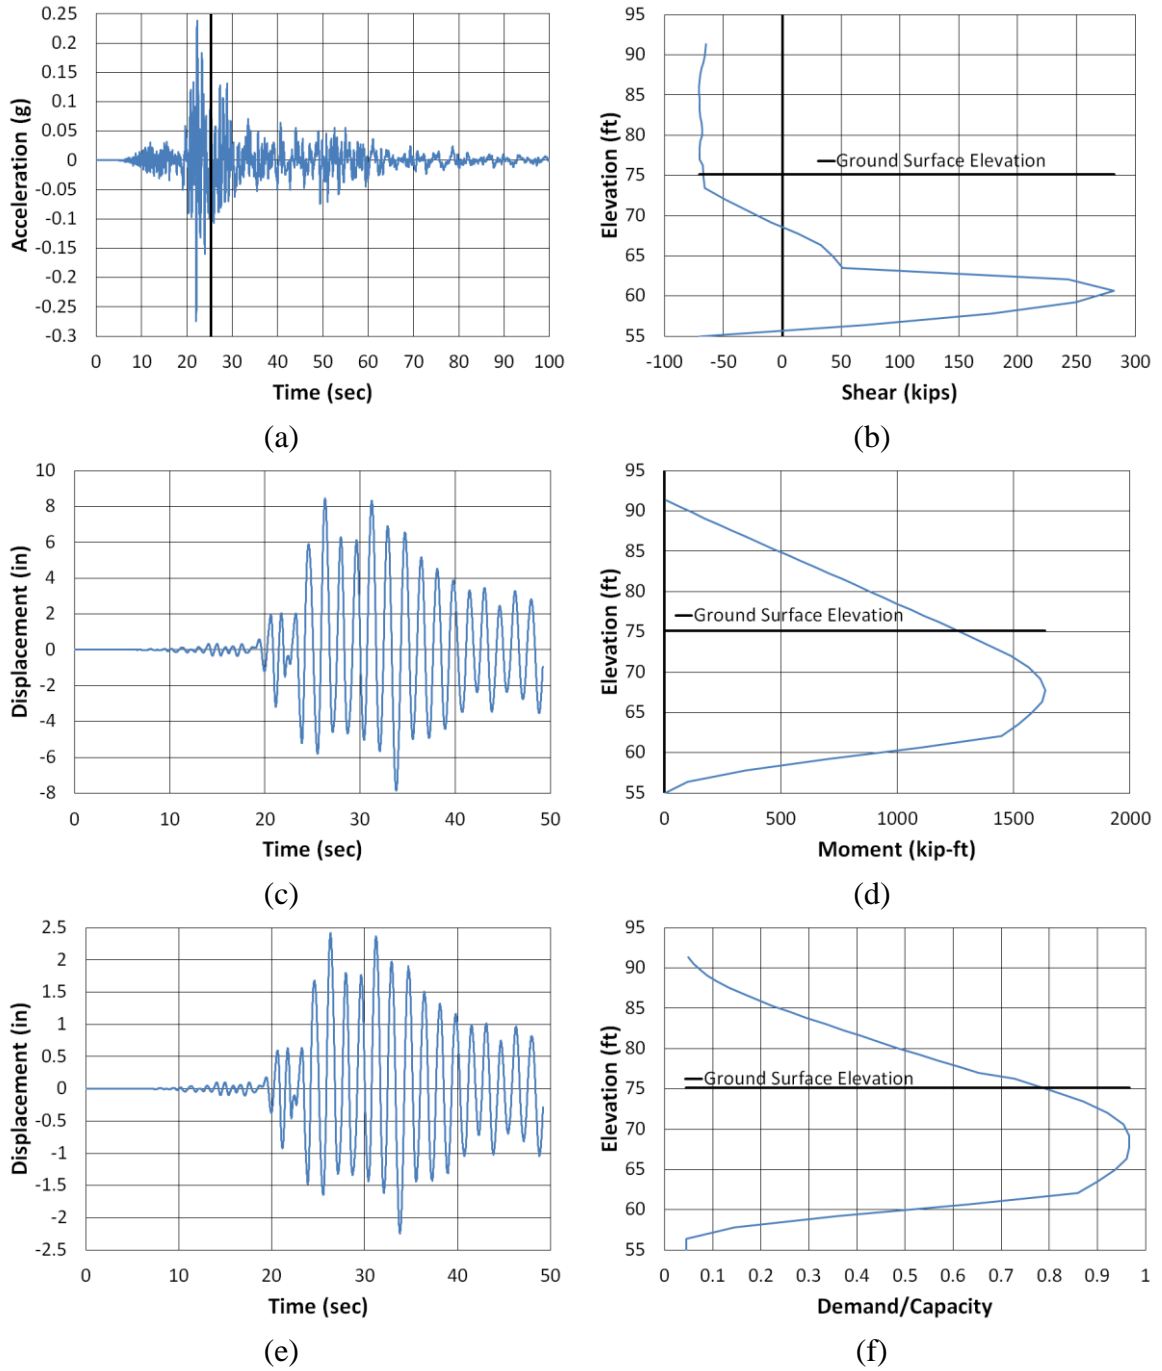 0.25
0.2
0.15
0.1
0.05
0
-0.05
-0.1
-0.15
-0.2
-0.25
-0.3
Acceleration (g)
0 10 20 30 40 50 60 70 80 90 100
Time (sec)
(a)
95
90
85
80
75
70
65
60
55
Elevation (ft)
Ground Surface Elevation
-100 -50 0 50 100 150 200 250 300
Shear (kips)
(b)
10
8
6
4
2
0
-2
-4
-6
-8
Displacement (in)
0 10 20 30 40 50
Time (sec)
(c)
95
90
85
80
75
70
65
60
55
Elevation (ft)
Ground Surface Elevation
0 500 1000 1500 2000
Moment (kip-ft)
(d)
2.5
2
1.5
1
0.5
0
-0.5
-1
-1.5
-2
-2.5
Displacement (in)
0 10 20 30 40 50
Time (sec)
(e)
95
90
85
80
75
70
65
60
55
Elevation (ft)
Ground Surface Elevation
0 0.1 0.2 0.3 0.4 0.5 0.6 0.7 0.8 0.9 1
Demand/Capacity
(f)